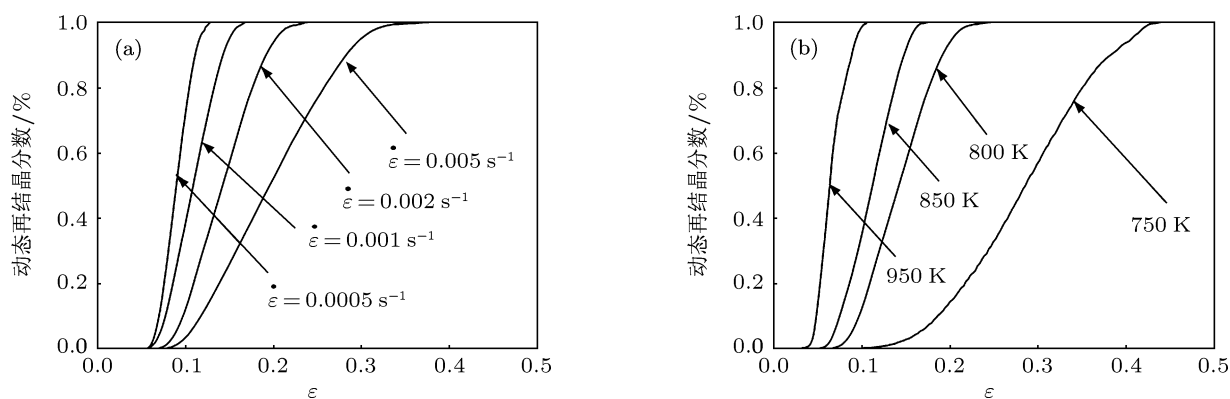 (a)
动态再结晶分数/%
1.0
0.8
0.6
0.4
0.2
0.0
0.0 0.1 0.2 0.3 0.4 0.5
ε
ε̇ = 0.005 s⁻¹
ε̇ = 0.002 s⁻¹
ε̇ = 0.001 s⁻¹
ε̇ = 0.0005 s⁻¹
(b)
动态再结晶分数/%
1.0
0.8
0.6
0.4
0.2
0.0
0.0 0.1 0.2 0.3 0.4 0.5
ε
800 K
850 K
750 K
950 K